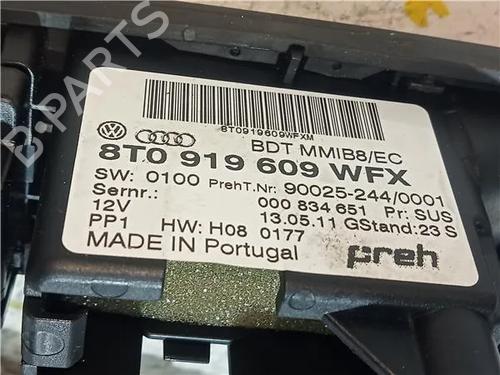 B-PARTS
8T0919609WFXM
BDT MMIB8/EC
8T0 919 609 WFX
SW: 0100 PrehT.Nr: 90025-244/0001
Sernr.: 000 834 651 Pr: SUS
12V 13.05.11 GStand: 23 S
PP1 HW: H08 0177
MADE IN Portugal preh